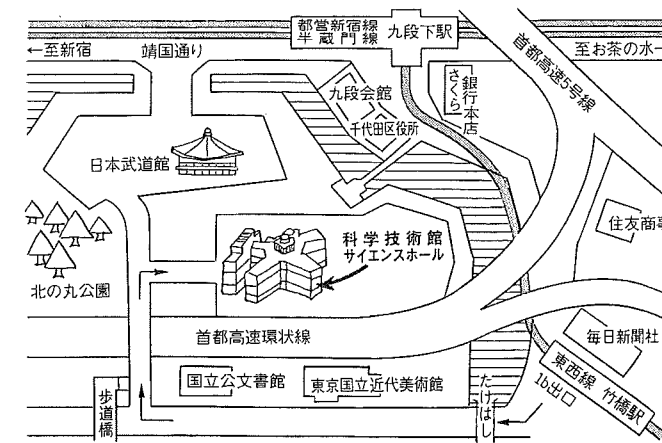 都営新宿線
半蔵門線
九段下駅
←至新宿
靖国通り
首都高速5号線
至お茶の水
九段会館
さくら
銀行本店
千代田区役所
日本武道館
住友商事
科学技術館
サイエンスホール
北の丸公園
首都高速環状線
毎日新聞社
国立公文書館
東京国立近代美術館
東西線 竹橋駅
1b出口
たけばし
歩道橋